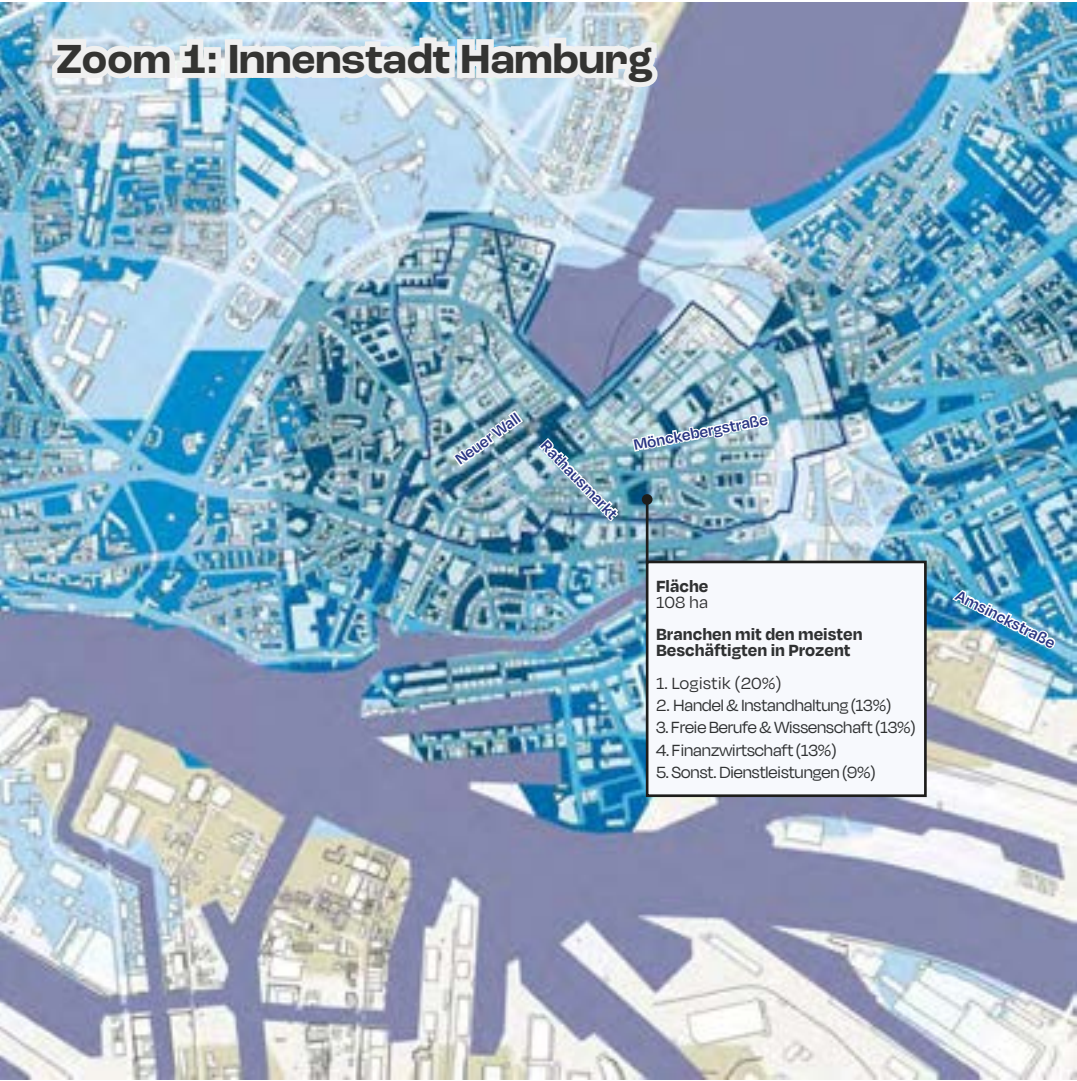 Zoom 1: Innenstadt Hamburg
Neuer Wall
Rathausmarkt
Mönckebergstraße
Amsinckstraße
Fläche
108 ha
Branchen mit den meisten
Beschäftigten in Prozent
1. Logistik (20%)
2. Handel & Instandhaltung (13%)
3. Freie Berufe & Wissenschaft (13%)
4. Finanzwirtschaft (13%)
5. Sonst. Dienstleistungen (9%)